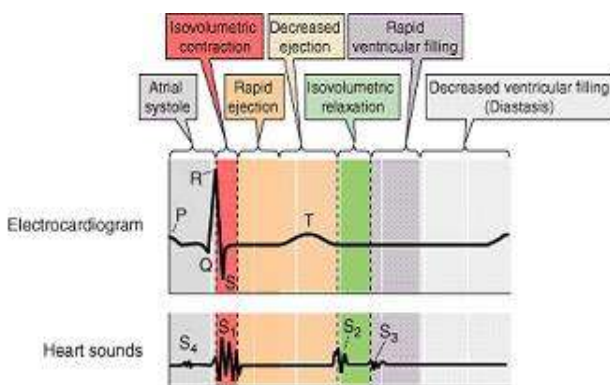 Isovolumetric
contraction
Decreased
ejection
Rapid
ventricular filling
Atrial
systole
Rapid
ejection
Isovolumetric
relaxation
Decreased ventricular filling
(Diastasis)
R
P
T
Electrocardiogram
Q
S
S4
S1
S2
S3
Heart sounds